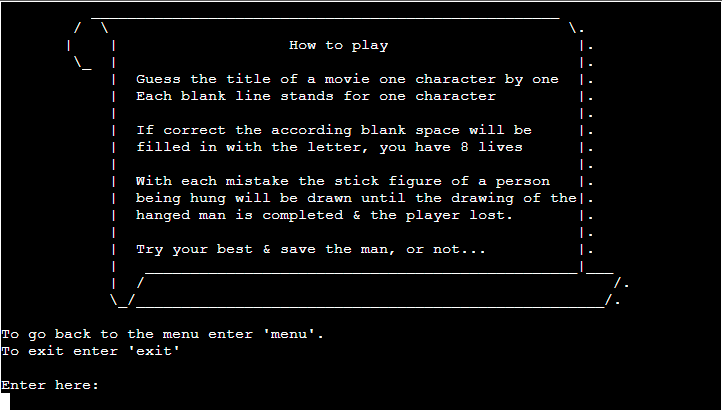 How to play
Guess the title of a movie one character by one
Each blank line stands for one character
If correct the according blank space will be
filled in with the letter, you have 8 lives
With each mistake the stick figure of a person
being hung will be drawn until the drawing of the
hanged man is completed & the player lost.
Try your best & save the man, or not...
To go back to the menu enter 'menu'.
To exit enter 'exit'
Enter here: